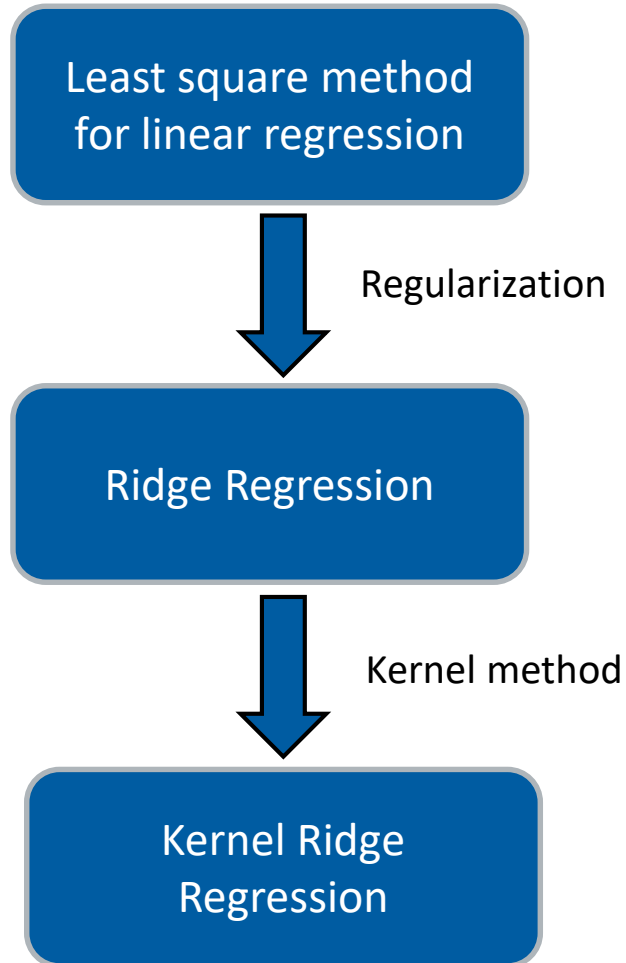 Least square method
for linear regression
Regularization
Ridge Regression
Kernel method
Kernel Ridge
Regression